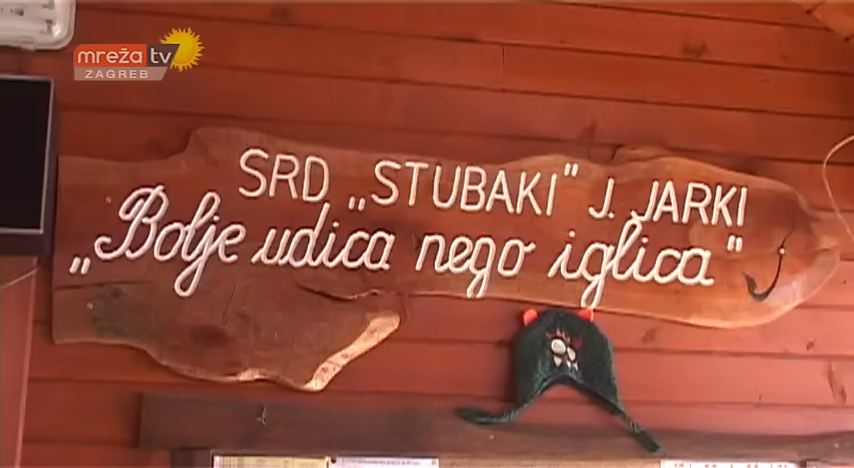 mreža tv
ZAGREB
SRD „STUBAKI” J. JARKI
„Bolje udica nego iglica”